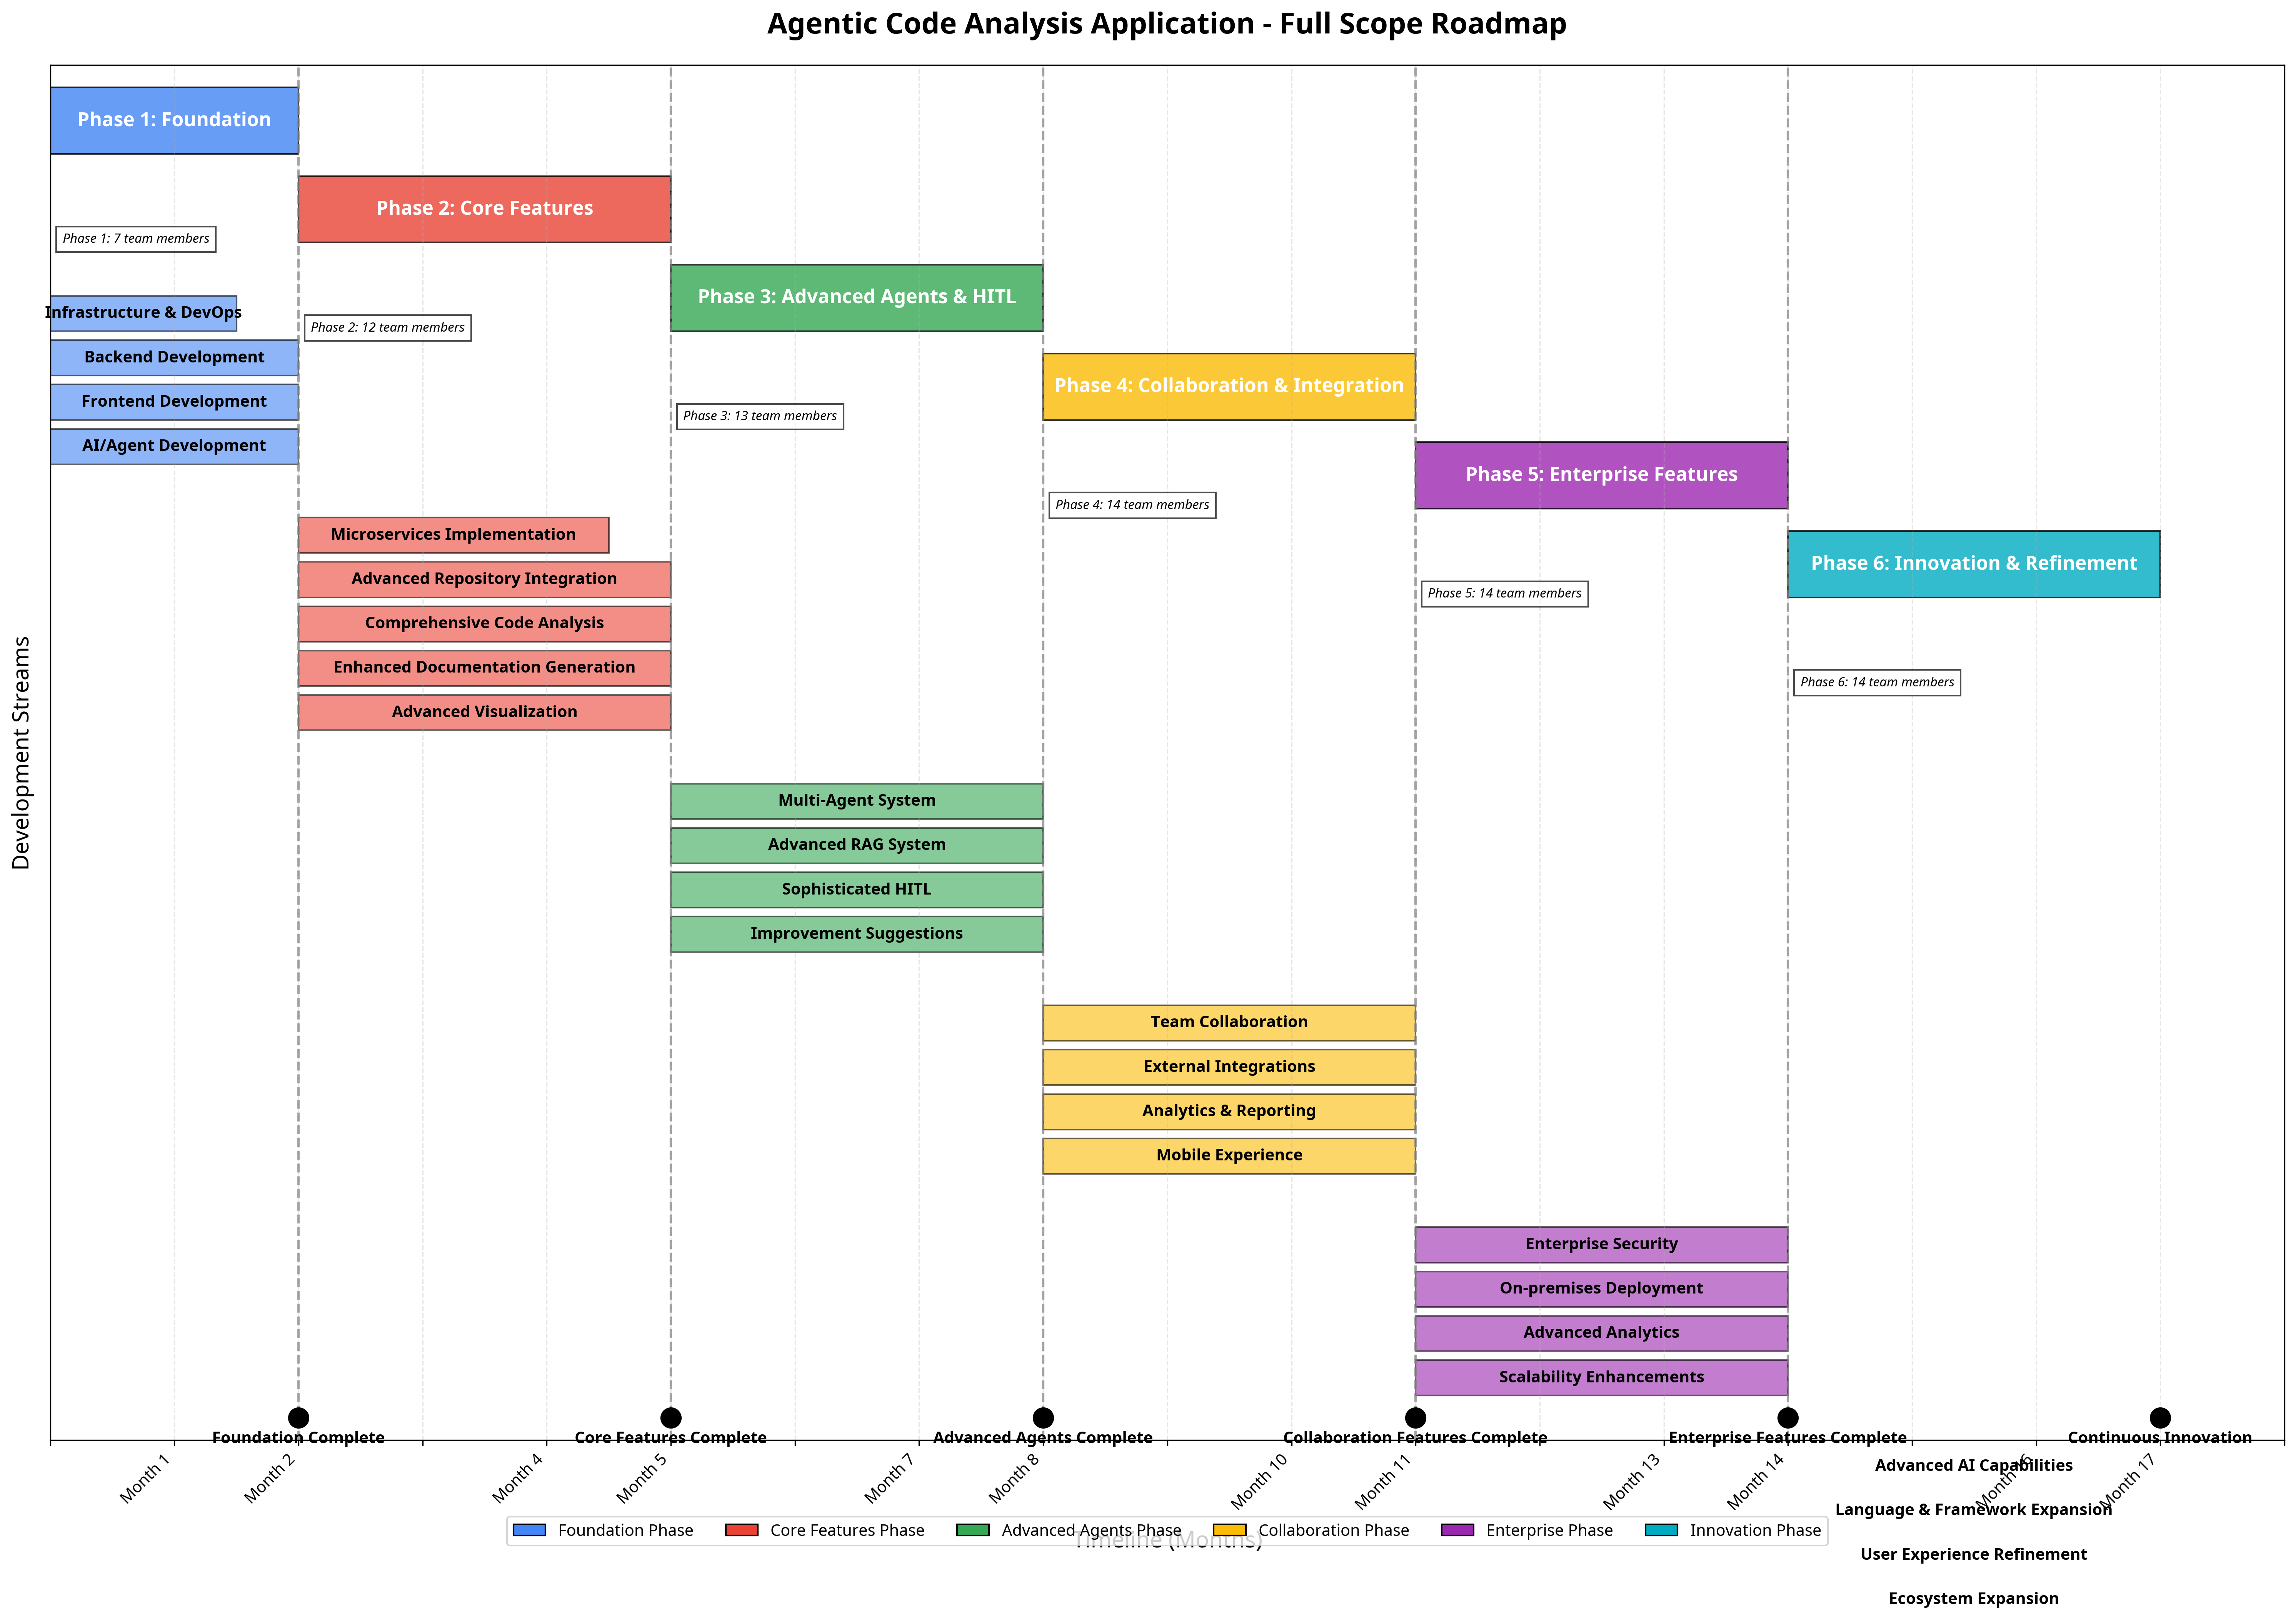 Agentic Code Analysis Application - Full Scope Roadmap
Phase 1: Foundation
Phase 2: Core Features
Phase 1: 7 team members
Phase 3: Advanced Agents & HITL
Infrastructure & DevOps
Phase 2: 12 team members
Backend Development
Phase 4: Collaboration & Integration
Frontend Development
Phase 3: 13 team members
AI/Agent Development
Phase 5: Enterprise Features
Phase 4: 14 team members
Microservices Implementation
Phase 6: Innovation & Refinement
Advanced Repository Integration
Phase 5: 14 team members
Comprehensive Code Analysis
Enhanced Documentation Generation
Phase 6: 14 team members
Advanced Visualization
Development Streams
Multi-Agent System
Advanced RAG System
Sophisticated HITL
Improvement Suggestions
Team Collaboration
External Integrations
Analytics & Reporting
Mobile Experience
Enterprise Security
On-premises Deployment
Advanced Analytics
Scalability Enhancements
Foundation Complete
Core Features Complete
Advanced Agents Complete
Collaboration Features Complete
Enterprise Features Complete
Continuous Innovation
Month 1
Month 2
Month 4
Month 5
Month 7
Month 8
Month 10
Month 11
Month 13
Month 14
Month 16
Month 17
Advanced AI Capabilities
Language & Framework Expansion
User Experience Refinement
Ecosystem Expansion
Timeline (Months)
Foundation Phase
Core Features Phase
Advanced Agents Phase
Collaboration Phase
Enterprise Phase
Innovation Phase